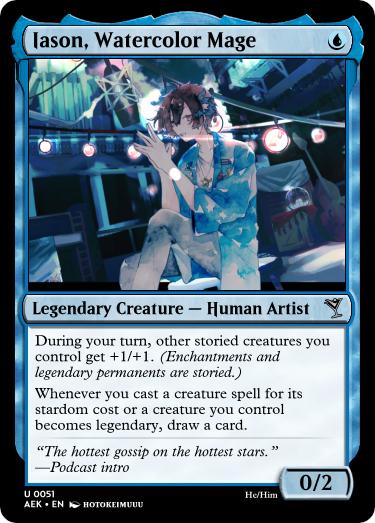 Jason, Watercolor Mage
Legendary Creature — Human Artist
During your turn, other storied creatures you
control get +1/+1. (Enchantments and
legendary permanents are storied.)
Whenever you cast a creature spell for its
stardom cost or a creature you control
becomes legendary, draw a card.
“The hottest gossip on the hottest stars.”
—Podcast intro
0/2
U 0051
He/Him
AEK • EN HOTOKEIMUUU